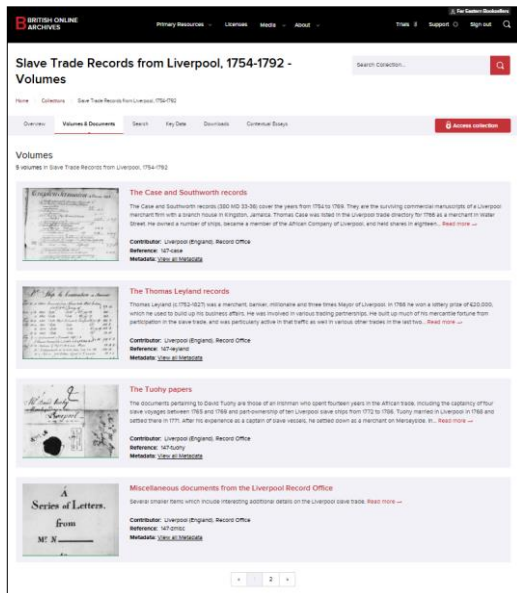 For Eastern Booksellers
BRITISH ONLINE
ARCHIVES
Primary Resources
Licenses
Media
About
Trials
Support
Sign out
Slave Trade Records from Liverpool, 1754-1792 -
Volumes
Search Collection...
Home
Collections
Slave Trade Records from Liverpool, 1754-1792
Overview
Volumes & Documents
Search
Key Data
Downloads
Contextual Essays
Access collection
Volumes
5 volumes in Slave Trade Records from Liverpool, 1754-1792
The Case and Southworth records
The Case and Southworth records (380 MD 33-36) cover the years from 1754 to 1769. They are the surviving commercial manuscripts of a Liverpool
merchant firm with a branch house in Kingston, Jamaica. Thomas Case was listed in the Liverpool trade directory for 1766 as a merchant in Water
Street. He owned a number of ships, became a member of the African Company of Liverpool, and held shares in eighteen... Read more
Contributor: Liverpool (England), Record Office
Reference: 147-case
Metadata: View all Metadata
The Thomas Leyland records
Thomas Leyland (c.1752-1827) was a merchant, banker, millionaire and three times Mayor of Liverpool. In 1766 he won a lottery prize of £20,000,
which he used to build up his business affairs. He was involved in various trading partnerships. He built up much of his mercantile fortune from
participation in the slave trade, and was particularly active in that traffic as well in various other trades in the last two... Read more
Contributor: Liverpool (England), Record Office
Reference: 147-leyland
Metadata: View all Metadata
The Tuohy papers
The documents pertaining to David Tuohy are those of an Irishman who spent fourteen years in the African trade, including the captaincy of four
slave voyages between 1765 and 1769 and part-ownership of ten Liverpool slave ships from 1772 to 1786. Tuohy married in Liverpool in 1768 and
settled there in 1771. After his experience as a captain of slave vessels, he settled down as a merchant on Merseyside. In... Read more
Contributor: Liverpool (England), Record Office
Reference: 147-tuohy
Metadata: View all Metadata
A
Series of Letters.
from
Mr N
Miscellaneous documents from the Liverpool Record Office
Several smaller items which include interesting additional details on the Liverpool slave trade. Read more
Contributor: Liverpool (England), Record Office
Reference: 147-dmisc
Metadata: View all Metadata
« 1 2 »